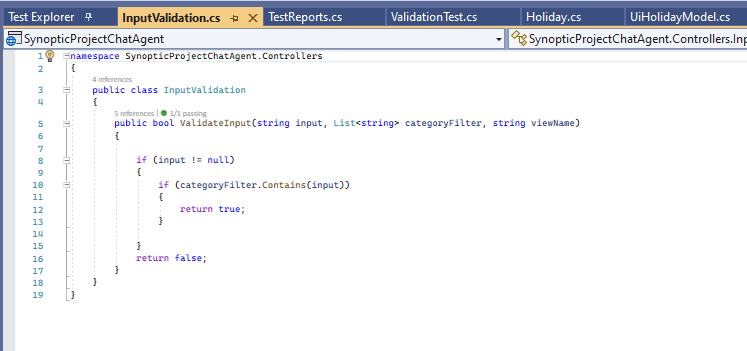 Test Explorer InputValidation.cs TestReports.cs ValidationTest.cs Holiday.cs UiHolidayModel.cs
SynopticProjectChatAgent SynopticProjectChatAgent.Controllers.Inp
1 namespace SynopticProjectChatAgent.Controllers
2 {
4 references
3 public class InputValidation
4 {
5 references | 1/1 passing
5 public bool ValidateInput(string input, List<string> categoryFilter, string viewName)
6 {
7
8 if (input != null)
9 {
10 if (categoryFilter.Contains(input))
11 {
12 return true;
13 }
14
15 }
16 return false;
17 }
18 }
19 }